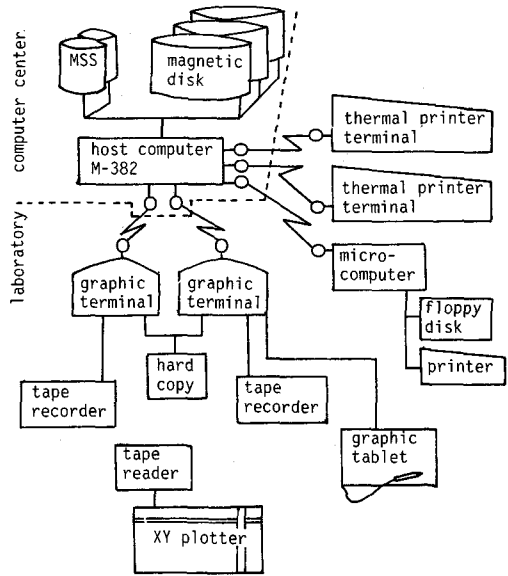 computer center
MSS
magnetic
disk
host computer
M-382
thermal printer
terminal
thermal printer
terminal
laboratory
micro-
computer
graphic
terminal
graphic
terminal
floppy
disk
printer
hard
copy
tape
recorder
tape
recorder
graphic
tablet
tape
reader
XY plotter